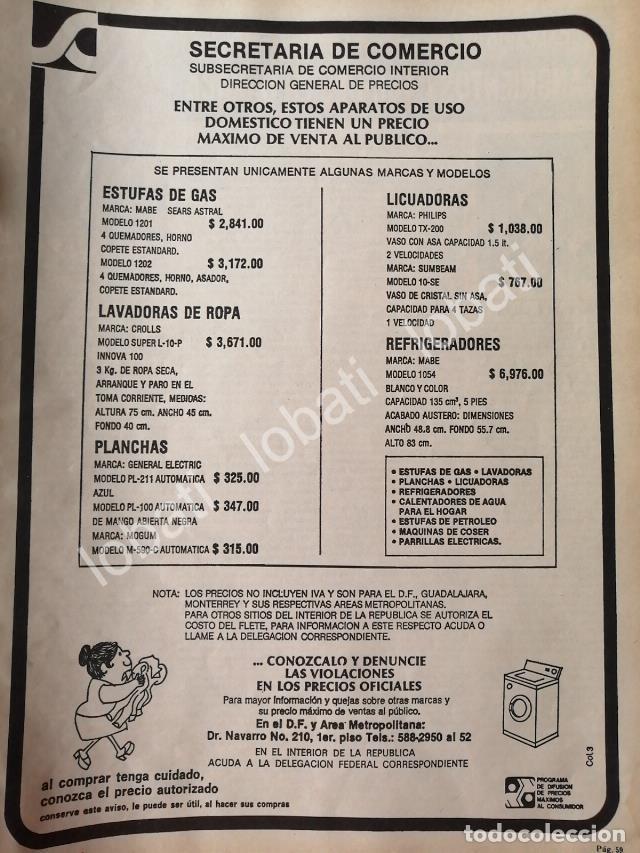 SECRETARIA DE COMERCIO
SUBSECRETARIA DE COMERCIO INTERIOR
DIRECCION GENERAL DE PRECIOS
ENTRE OTROS, ESTOS APARATOS DE USO
DOMESTICO TIENEN UN PRECIO
MAXIMO DE VENTA AL PUBLICO...
SE PRESENTAN UNICAMENTE ALGUNAS MARCAS Y MODELOS
ESTUFAS DE GAS
MARCA: MABE SEARS ASTRAL
MODELO 1201 $ 2,841.00
4 QUEMADORES, HORNO
COPETE ESTANDARD.
MODELO 1202 $ 3,172.00
4 QUEMADORES, HORNO, ASADOR,
COPETE ESTANDARD.
LAVADORAS DE ROPA
MARCA: CROLLS
MODELO SUPER L-10-P $ 3,671.00
INNOVA 100
3 Kg. DE ROPA SECA,
ARRANQUE Y PARO EN EL
TOMA CORRIENTE, MEDIDAS:
ALTURA 75 cm. ANCHO 45 cm.
FONDO 40 cm.
PLANCHAS
MARCA: GENERAL ELECTRIC
MODELO PL-211 AUTOMATICA $ 325.00
AZUL
MODELO PL-100 AUTOMATICA $ 347.00
DE MANGO ABIERTA NEGRA
MARCA: MOGUM
MODELO M-590-C AUTOMATICA $ 315.00
LICUADORAS
MARCA: PHILIPS
MODELO TX-200 $ 1,038.00
VASO CON ASA CAPACIDAD 1.5 lt.
2 VELOCIDADES
MARCA: SUMBEAM
MODELO 10-SE $ 767.00
VASO DE CRISTAL SIN ASA,
CAPACIDAD PARA 4 TAZAS
1 VELOCIDAD
REFRIGERADORES
MARCA: MABE
MODELO 1054 $ 6,976.00
BLANCO Y COLOR
CAPACIDAD 135 cm³, 5 PIES
ACABADO AUSTERO: DIMENSIONES
ANCHO 48.8 cm. FONDO 55.7 cm.
ALTO 83 cm.
• ESTUFAS DE GAS • LAVADORAS
• PLANCHAS • LICUADORAS
• REFRIGERADORES
• CALENTADORES DE AGUA
PARA EL HOGAR
• ESTUFAS DE PETROLEO
• MAQUINAS DE COSER
• PARRILLAS ELECTRICAS.
NOTA: LOS PRECIOS NO INCLUYEN IVA Y SON PARA EL D.F., GUADALAJARA,
MONTERREY Y SUS RESPECTIVAS AREAS METROPOLITANAS.
PARA OTROS SITIOS DEL INTERIOR DE LA REPUBLICA SE AUTORIZA EL
COSTO DEL FLETE, PARA INFORMACION A ESTE RESPECTO ACUDA O
LLAME A LA DELEGACION CORRESPONDIENTE.
... CONOZCALO Y DENUNCIE
LAS VIOLACIONES
EN LOS PRECIOS OFICIALES
Para mayor información y quejas sobre otras marcas y
su precio máximo de ventas al público.
En el D.F. y Area Metropolitana:
Dr. Navarro No. 210, 1er. piso Tels.: 588-2950 al 52
EN EL INTERIOR DE LA REPUBLICA
ACUDA A LA DELEGACION FEDERAL CORRESPONDIENTE
al comprar tenga cuidado,
conozca el precio autorizado
conserve este aviso, le puede ser útil, al hacer sus compras
Col.3
PROGRAMA
DE DIFUSION
DE PRECIOS
MAXIMOS
AL CONSUMIDOR
Pág. 59
lobati lobati lobati
todocoleccion